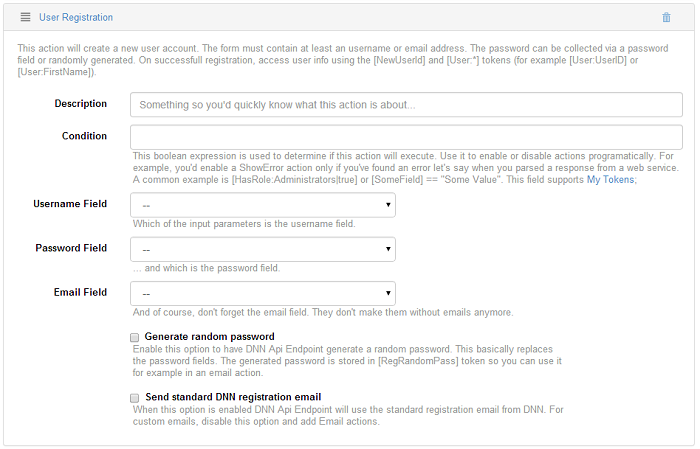 User Registration
This action will create a new user account. The form must contain at least an username or email address. The password can be collected via a password
field or randomly generated. On successfull registration, access user info using the [NewUserId] and [User:*] tokens (for example [User:UserID] or
[User:FirstName]).
Description
Something so you'd quickly know what this action is about...
Condition
This boolean expression is used to determine if this action will execute. Use it to enable or disable actions programatically. For
example, you'd enable a ShowError action only if you've found an error let's say when you parsed a response from a web service.
A common example is [HasRole:Administrators|true] or [SomeField] == "Some Value". This field supports My Tokens;
Username Field
--
Which of the input parameters is the username field.
Password Field
--
... and which is the password field.
Email Field
--
And of course, don't forget the email field. They don't make them without emails anymore.
Generate random password
Enable this option to have DNN Api Endpoint generate a random password. This basically replaces
the password fields. The generated password is stored in [RegRandomPass] token so you can use it
for example in an email action.
Send standard DNN registration email
When this option is enabled DNN Api Endpoint will use the standard registration email from DNN. For
custom emails, disable this option and add Email actions.